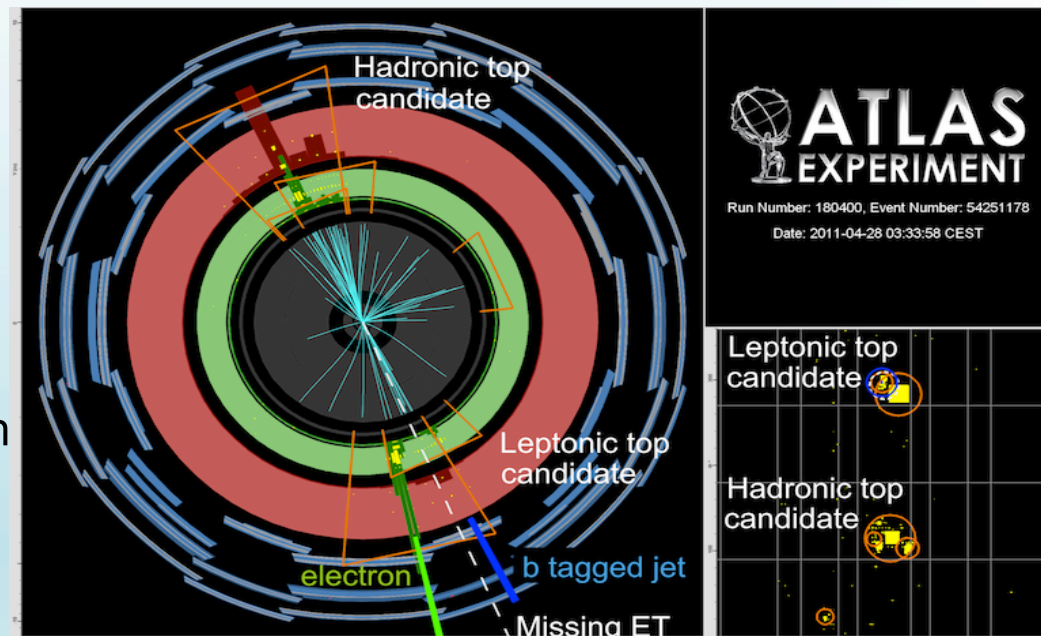 Hadronic top
candidate
Leptonic top
candidate
electron
b tagged jet
Missing ET
ATLAS
EXPERIMENT
Run Number: 180400, Event Number: 54251178
Date: 2011-04-28 03:33:58 CEST
Leptonic top
candidate
Hadronic top
candidate